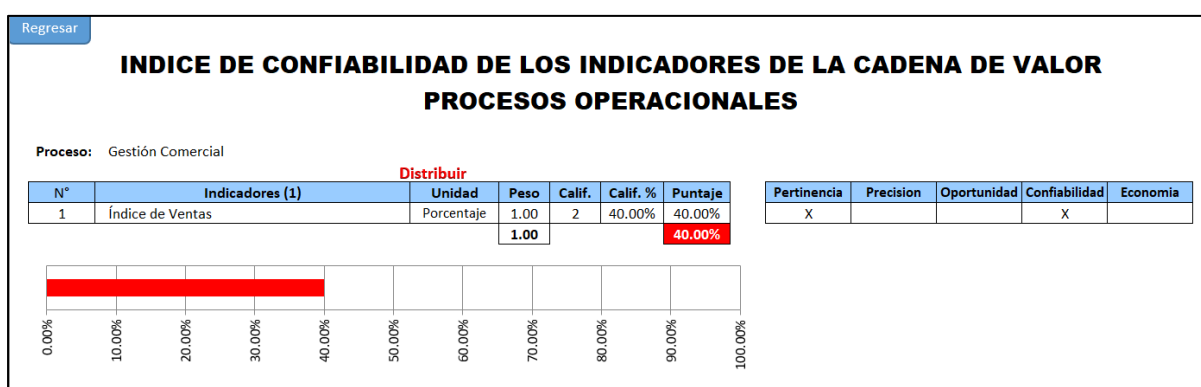 Regresar
INDICE DE CONFIABILIDAD DE LOS INDICADORES DE LA CADENA DE VALOR
PROCESOS OPERACIONALES
Proceso: Gestión Comercial
Distribuir
N° Indicadores (1) Unidad Peso Calif. Calif. % Puntaje Pertinencia Precision Oportunidad Confiabilidad Economia
1 Índice de Ventas Porcentaje 1.00 2 40.00% 40.00% X X
1.00 40.00%
0.00% 10.00% 20.00% 30.00% 40.00% 50.00% 60.00% 70.00% 80.00% 90.00% 100.00%